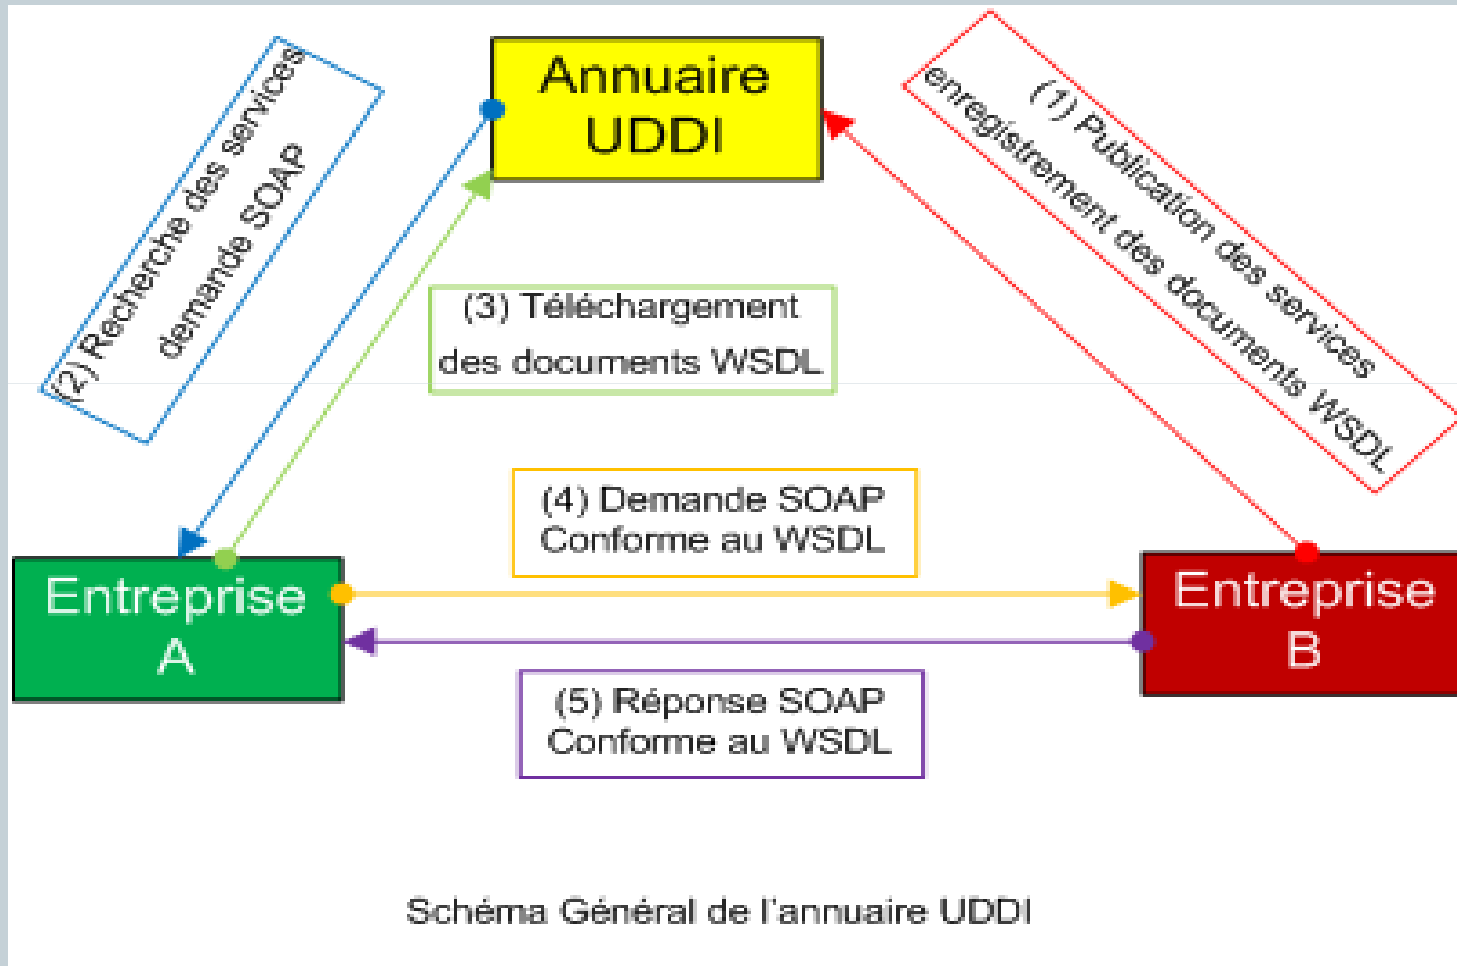 Annuaire
UDDI
(1) Publication des services
enregistrement des documents WSDL
(2) Recherche des services
demande SOAP
(3) Téléchargement
des documents WSDL
(4) Demande SOAP
Conforme au WSDL
Entreprise
A
Entreprise
B
(5) Réponse SOAP
Conforme au WSDL
Schéma Général de l'annuaire UDDI